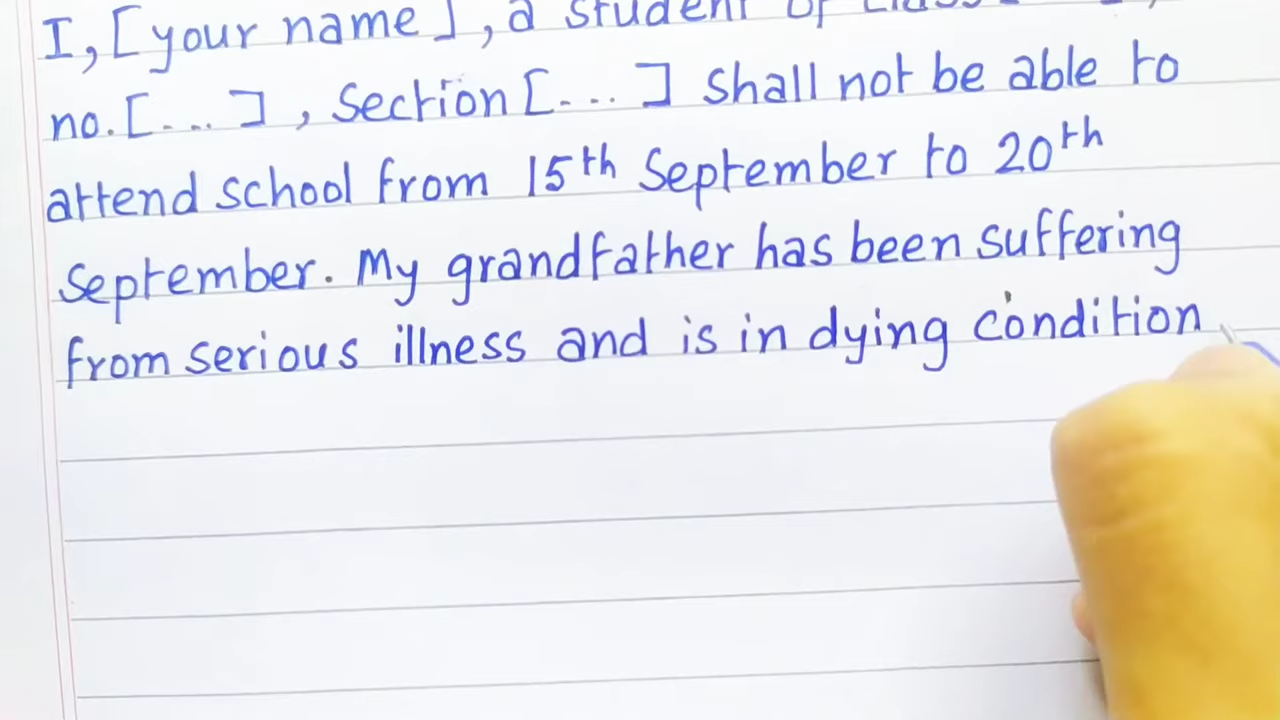 I, [your name], a student of class
no. [...], Section [...] shall not be able to
attend school from 15th September to 20th
September. My grandfather has been suffering
from serious illness and is in dying condition